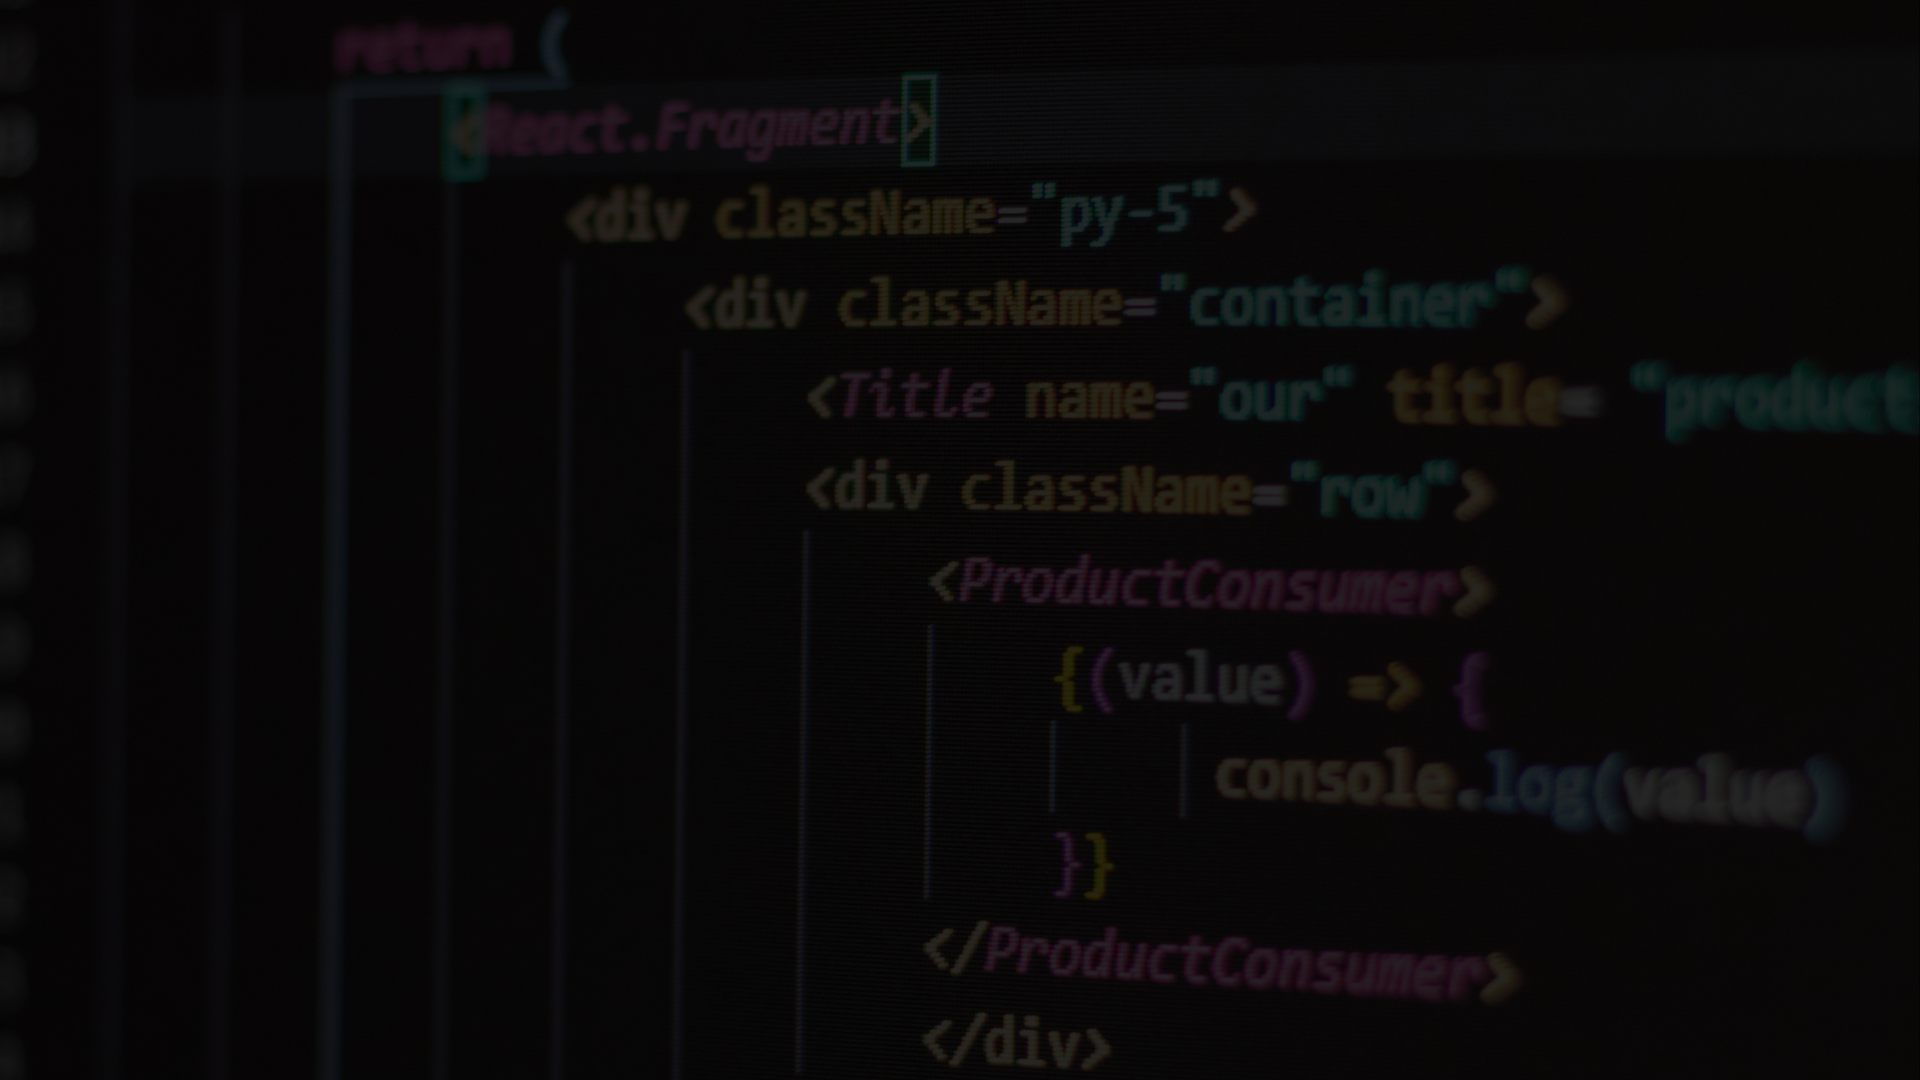 return (
<React.Fragment>
<div className="py-5">
<div className="container">
<Title name="our" title= "product
<div className="row">
<ProductConsumer>
{(value) => {
console.log(value)
}}
</ProductConsumer>
</div>